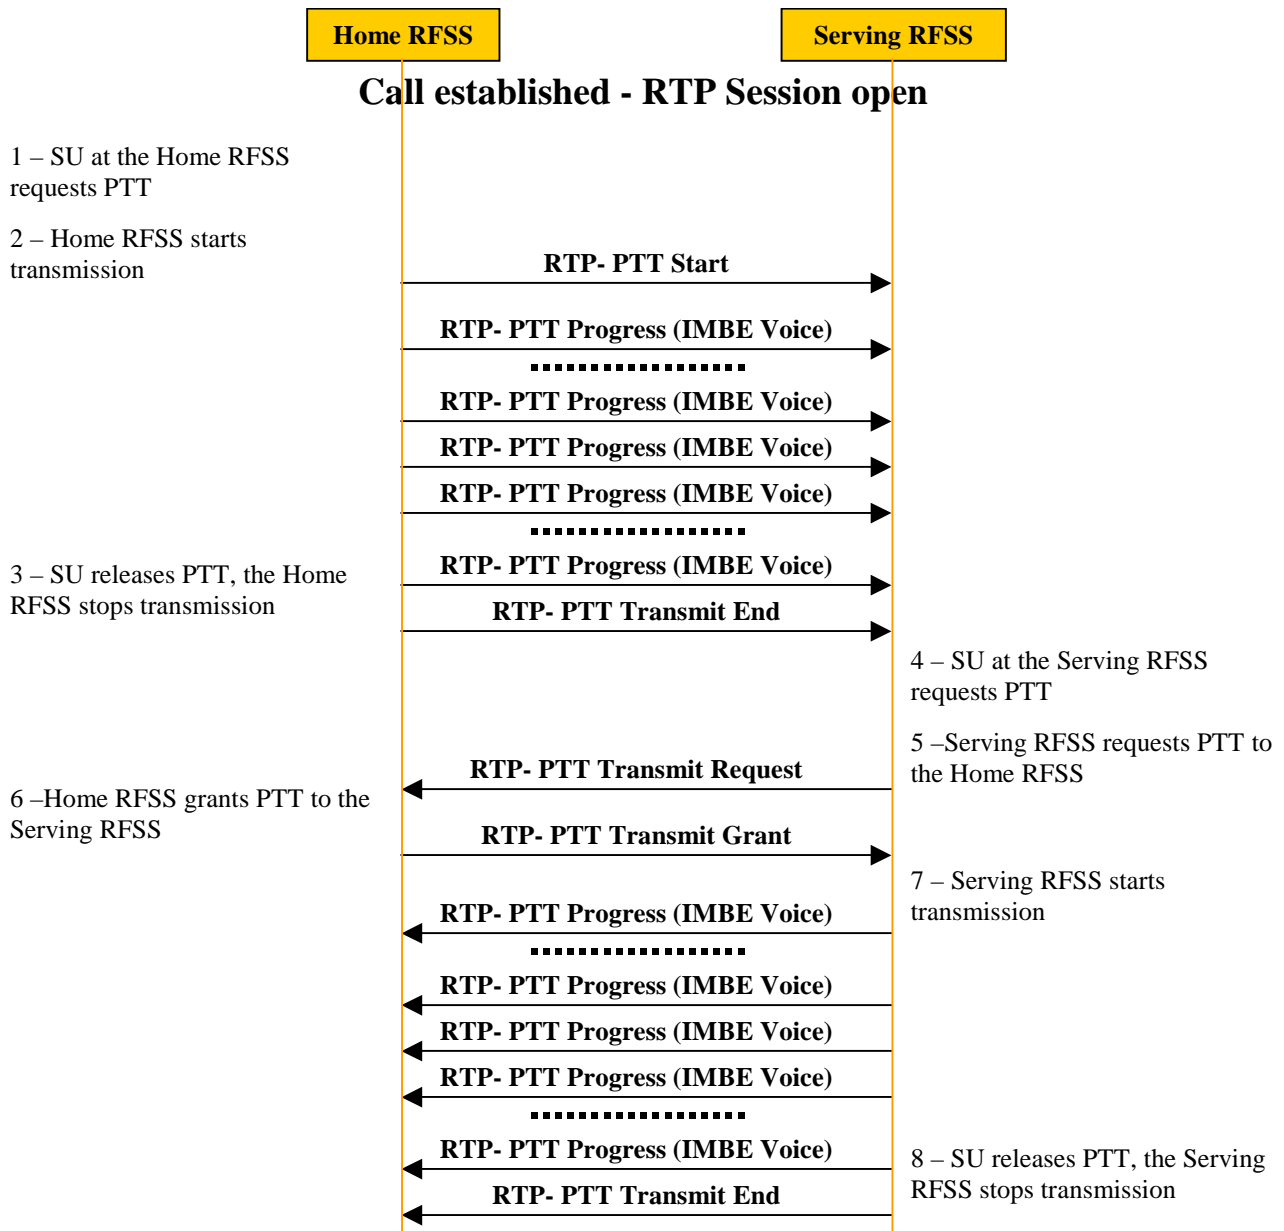 Home RFSS
Serving RFSS
Call established - RTP Session open
1 – SU at the Home RFSS
requests PTT
2 – Home RFSS starts
transmission
RTP- PTT Start
RTP- PTT Progress (IMBE Voice)
RTP- PTT Progress (IMBE Voice)
RTP- PTT Progress (IMBE Voice)
RTP- PTT Progress (IMBE Voice)
RTP- PTT Progress (IMBE Voice)
3 – SU releases PTT, the Home
RFSS stops transmission
RTP- PTT Transmit End
4 – SU at the Serving RFSS
requests PTT
5 –Serving RFSS requests PTT to
the Home RFSS
RTP- PTT Transmit Request
6 –Home RFSS grants PTT to the
Serving RFSS
RTP- PTT Transmit Grant
7 – Serving RFSS starts
transmission
RTP- PTT Progress (IMBE Voice)
RTP- PTT Progress (IMBE Voice)
RTP- PTT Progress (IMBE Voice)
RTP- PTT Progress (IMBE Voice)
RTP- PTT Progress (IMBE Voice)
8 – SU releases PTT, the Serving
RFSS stops transmission
RTP- PTT Transmit End